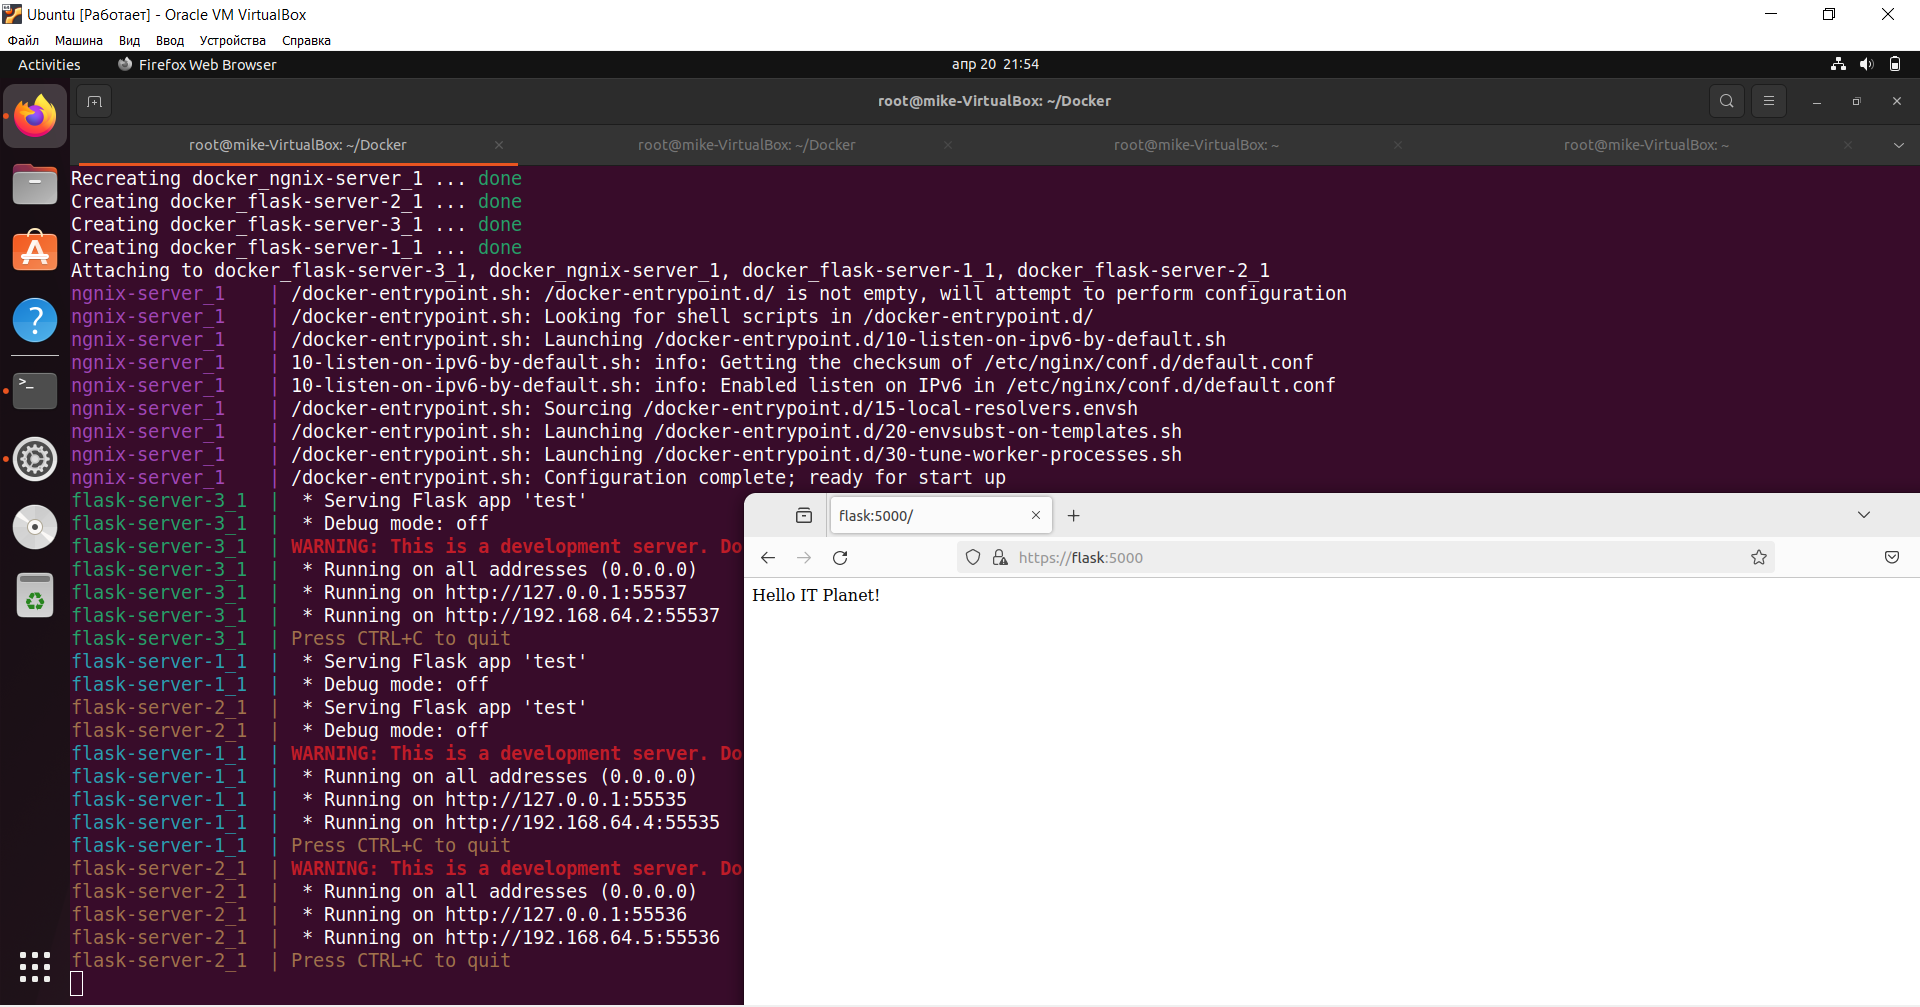 Ubuntu [Работает] - Oracle VM VirtualBox
Файл Машина Вид Ввод Устройства Справка
Activities Firefox Web Browser апр 20 21:54
root@mike-VirtualBox: ~/Docker
root@mike-VirtualBox: ~/Docker root@mike-VirtualBox: ~/Docker root@mike-VirtualBox: ~ root@mike-VirtualBox: ~
Recreating docker_ngnix-server_1 ... done
Creating docker_flask-server-2_1 ... done
Creating docker_flask-server-3_1 ... done
Creating docker_flask-server-1_1 ... done
Attaching to docker_flask-server-3_1, docker_ngnix-server_1, docker_flask-server-1_1, docker_flask-server-2_1
ngnix-server_1 | /docker-entrypoint.sh: /docker-entrypoint.d/ is not empty, will attempt to perform configuration
ngnix-server_1 | /docker-entrypoint.sh: Looking for shell scripts in /docker-entrypoint.d/
ngnix-server_1 | /docker-entrypoint.sh: Launching /docker-entrypoint.d/10-listen-on-ipv6-by-default.sh
ngnix-server_1 | 10-listen-on-ipv6-by-default.sh: info: Getting the checksum of /etc/nginx/conf.d/default.conf
ngnix-server_1 | 10-listen-on-ipv6-by-default.sh: info: Enabled listen on IPv6 in /etc/nginx/conf.d/default.conf
ngnix-server_1 | /docker-entrypoint.sh: Sourcing /docker-entrypoint.d/15-local-resolvers.envsh
ngnix-server_1 | /docker-entrypoint.sh: Launching /docker-entrypoint.d/20-envsubst-on-templates.sh
ngnix-server_1 | /docker-entrypoint.sh: Launching /docker-entrypoint.d/30-tune-worker-processes.sh
ngnix-server_1 | /docker-entrypoint.sh: Configuration complete; ready for start up
flask-server-3_1 | * Serving Flask app 'test'
flask-server-3_1 | * Debug mode: off
flask-server-3_1 | WARNING: This is a development server. Do
flask-server-3_1 | * Running on all addresses (0.0.0.0)
flask-server-3_1 | * Running on http://127.0.0.1:55537
flask-server-3_1 | * Running on http://192.168.64.2:55537
flask-server-3_1 | Press CTRL+C to quit
flask-server-1_1 | * Serving Flask app 'test'
flask-server-1_1 | * Debug mode: off
flask-server-2_1 | * Serving Flask app 'test'
flask-server-2_1 | * Debug mode: off
flask-server-1_1 | WARNING: This is a development server. Do
flask-server-1_1 | * Running on all addresses (0.0.0.0)
flask-server-1_1 | * Running on http://127.0.0.1:55535
flask-server-1_1 | * Running on http://192.168.64.4:55535
flask-server-1_1 | Press CTRL+C to quit
flask-server-2_1 | WARNING: This is a development server. Do
flask-server-2_1 | * Running on all addresses (0.0.0.0)
flask-server-2_1 | * Running on http://127.0.0.1:55536
flask-server-2_1 | * Running on http://192.168.64.5:55536
flask-server-2_1 | Press CTRL+C to quit
flask:5000/
https://flask:5000
Hello IT Planet!